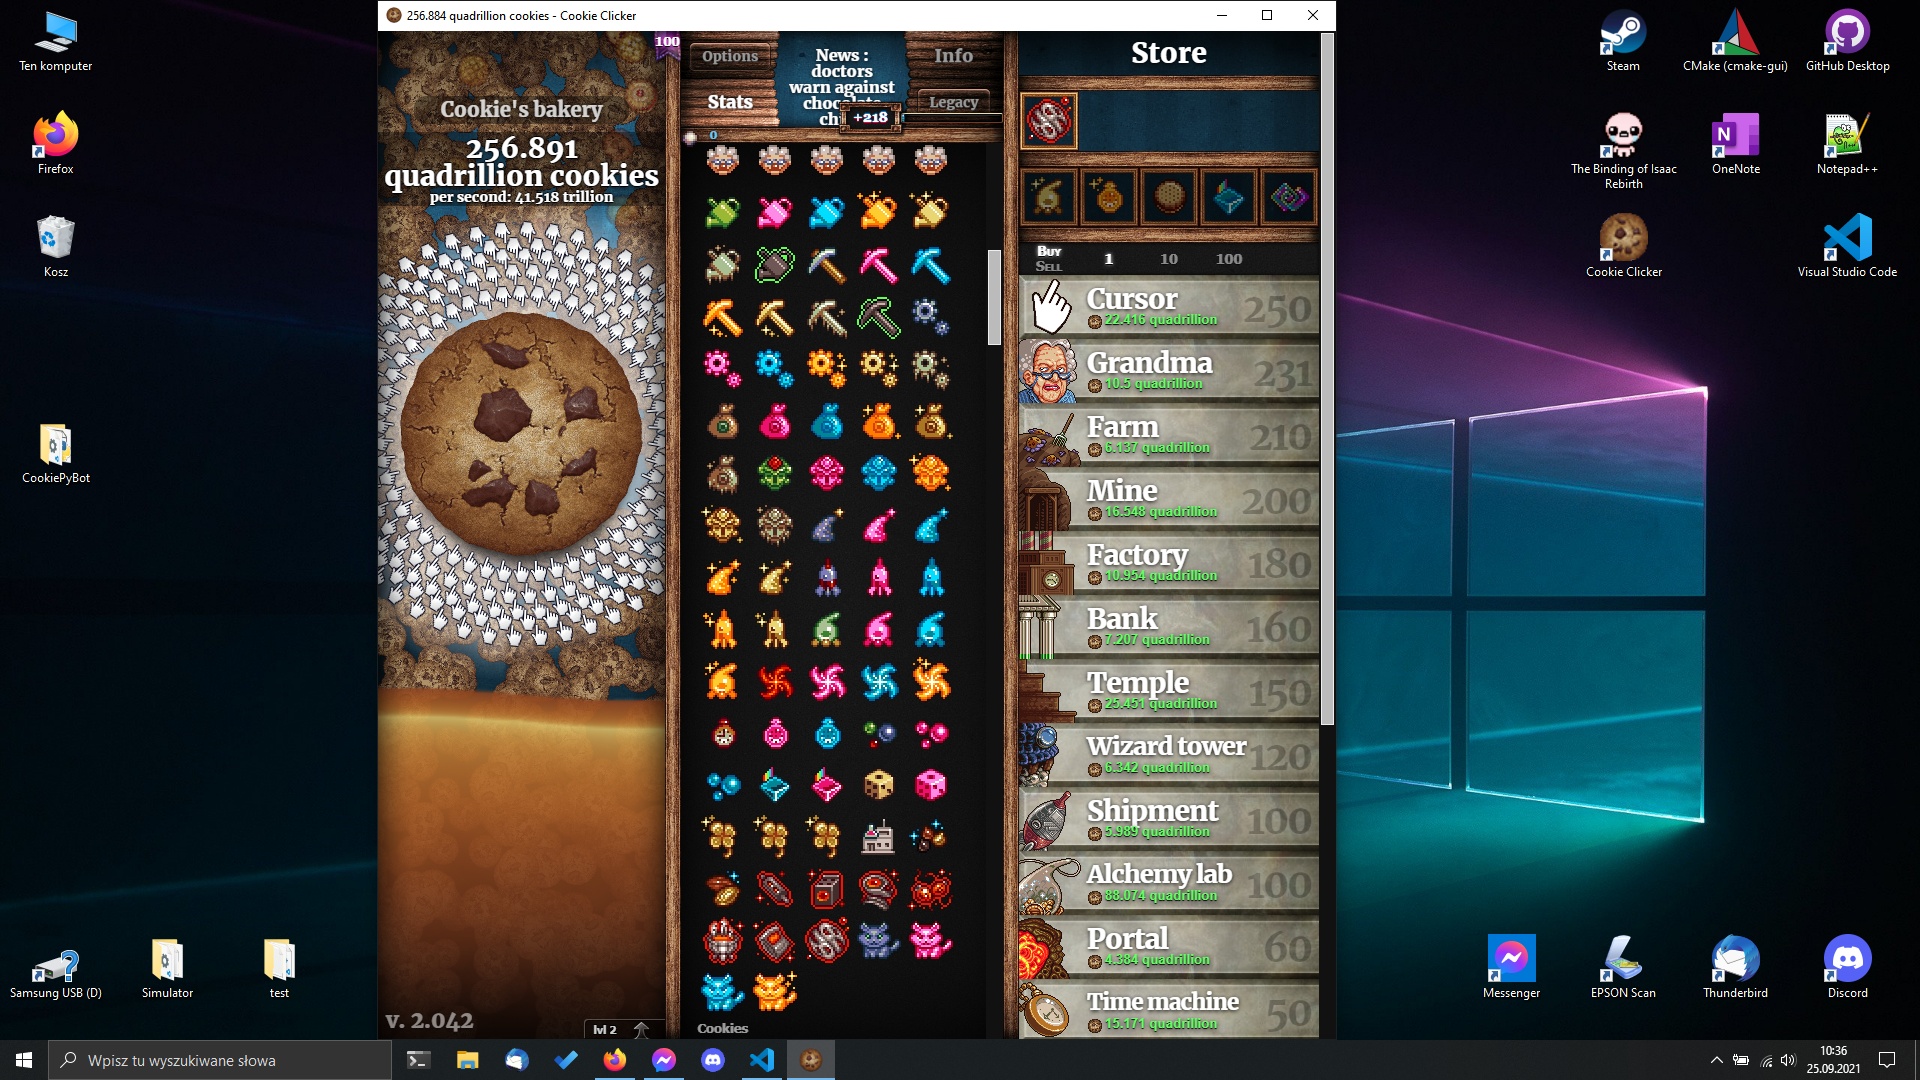 256.884 quadrillion cookies - Cookie Clicker
Ten komputer
Firefox
Kosz
CookiePyBot
Samsung USB (D)
Simulator
test
100
Cookie's bakery
256.891
quadrillion cookies
per second: 41.518 trillion
v. 2.042
lvl 2
Options
Stats
News :
doctors
warn against
+218
0
Info
Legacy
Cookies
Store
Buy
Sell
1
10
100
Cursor
22.416 quadrillion
250
Grandma
10.5 quadrillion
231
Farm
6.137 quadrillion
210
Mine
16.548 quadrillion
200
Factory
10.954 quadrillion
180
Bank
7.207 quadrillion
160
Temple
25.451 quadrillion
150
Wizard tower
6.342 quadrillion
120
Shipment
5.989 quadrillion
100
Alchemy lab
88.074 quadrillion
100
Portal
4.384 quadrillion
60
Time machine
15.171 quadrillion
50
Steam
CMake (cmake-gui)
GitHub Desktop
The Binding of Isaac
Rebirth
OneNote
Notepad++
Cookie Clicker
Visual Studio Code
Messenger
EPSON Scan
Thunderbird
Discord
Wpisz tu wyszukiwane słowa
10:36
25.09.2021